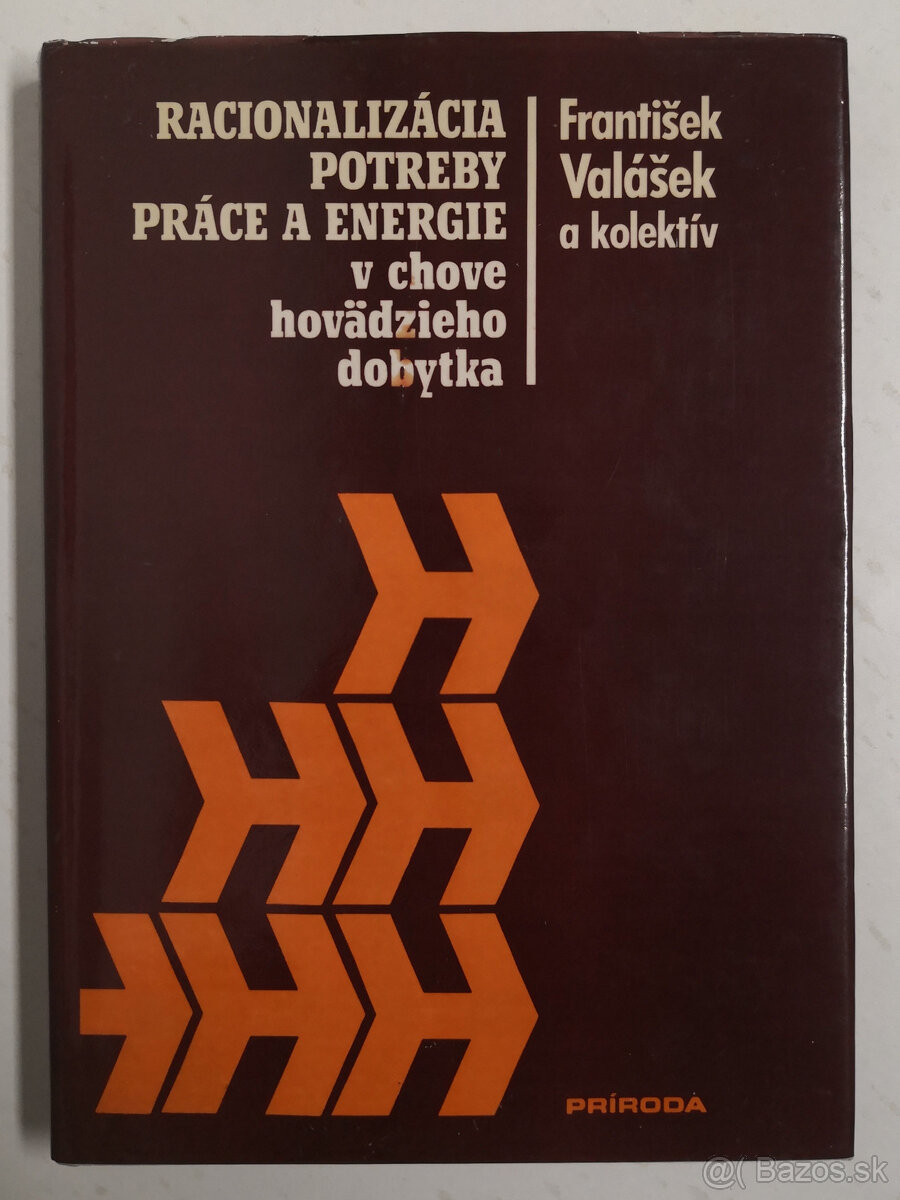 RACIONALIZÁCIA
POTREBY
PRÁCE A ENERGIE
v chove
hovädzieho
dobytka
František
Valášek
a kolektív
PRÍRODA
@( Bazos.sk